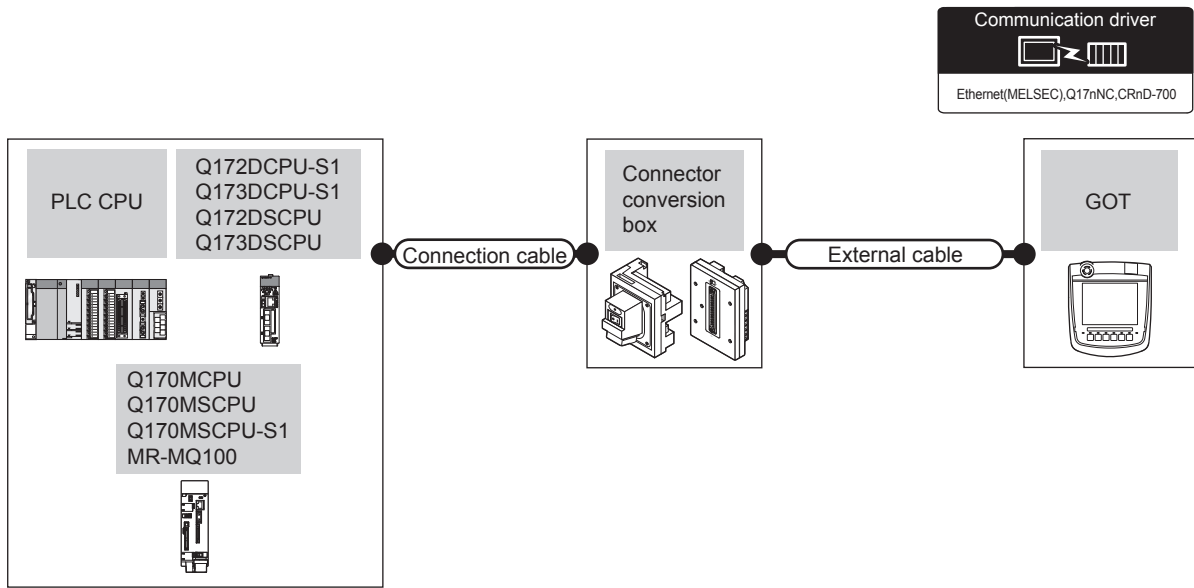 Communication driver
Ethernet(MELSEC),Q17nNC,CRnD-700
PLC CPU
Q172DCPU-S1
Q173DCPU-S1
Q172DSCPU
Q173DSCPU
Q170MCPU
Q170MSCPU
Q170MSCPU-S1
MR-MQ100
Connection cable
Connector
conversion
box
External cable
GOT